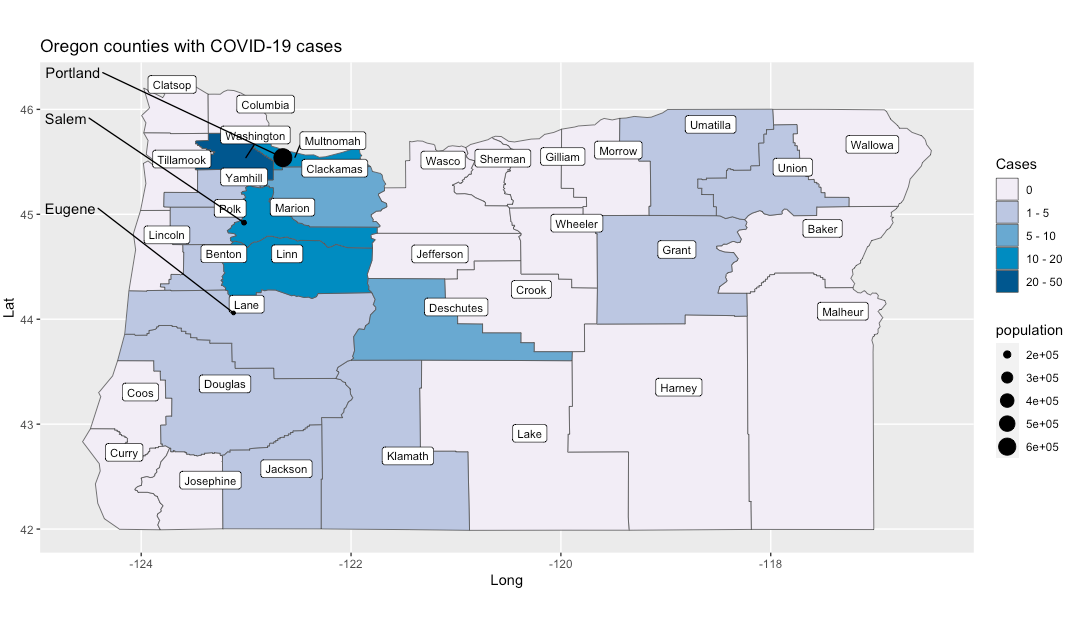 Oregon counties with COVID-19 cases
Portland
Clatsop
Columbia
46
Salem
Washington
Multnomah
Umatilla
Wallowa
Tillamook
Clackamas
Wasco
Sherman
Gilliam
Morrow
Union
Yamhill
Eugene
Polk
Marion
45
Lincoln
Wheeler
Baker
Benton
Linn
Jefferson
Grant
Crook
Lane
Deschutes
Malheur
44
Lat
Douglas
Coos
Harney
43
Curry
Lake
Klamath
Josephine
Jackson
42
-124
-122
-120
-118
Long
Cases
0
1 - 5
5 - 10
10 - 20
20 - 50
population
2e+05
3e+05
4e+05
5e+05
6e+05